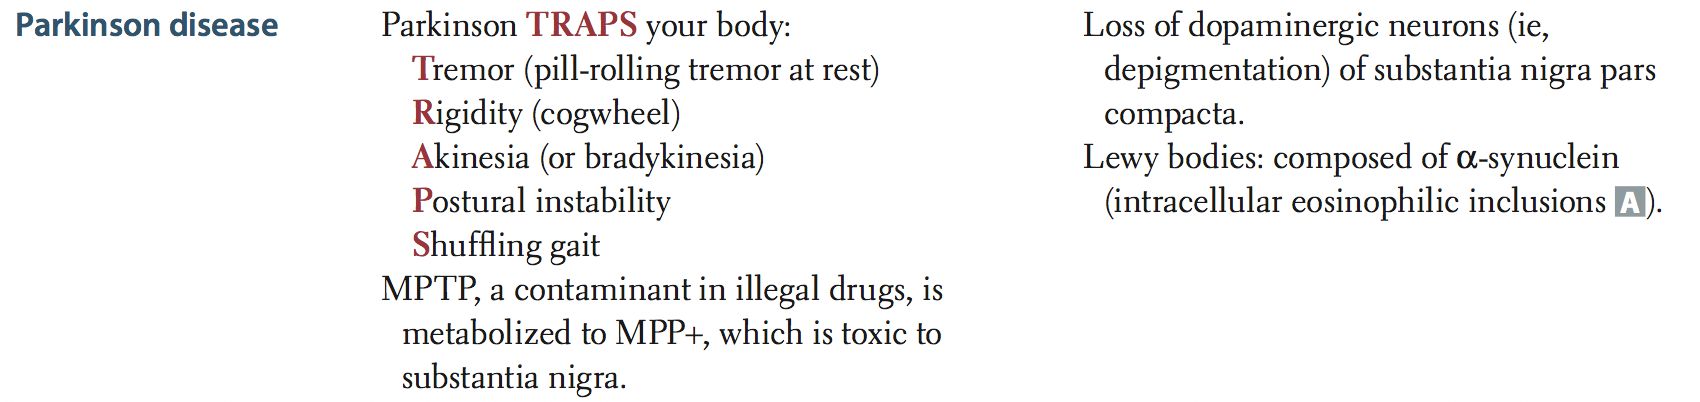 Parkinson disease
Parkinson TRAPS your body:
Tremor (pill-rolling tremor at rest)
Rigidity (cogwheel)
Akinesia (or bradykinesia)
Postural instability
Shuffling gait
MPTP, a contaminant in illegal drugs, is
metabolized to MPP+, which is toxic to
substantia nigra.
Loss of dopaminergic neurons (ie,
depigmentation) of substantia nigra pars
compacta.
Lewy bodies: composed of α-synuclein
(intracellular eosinophilic inclusions A).